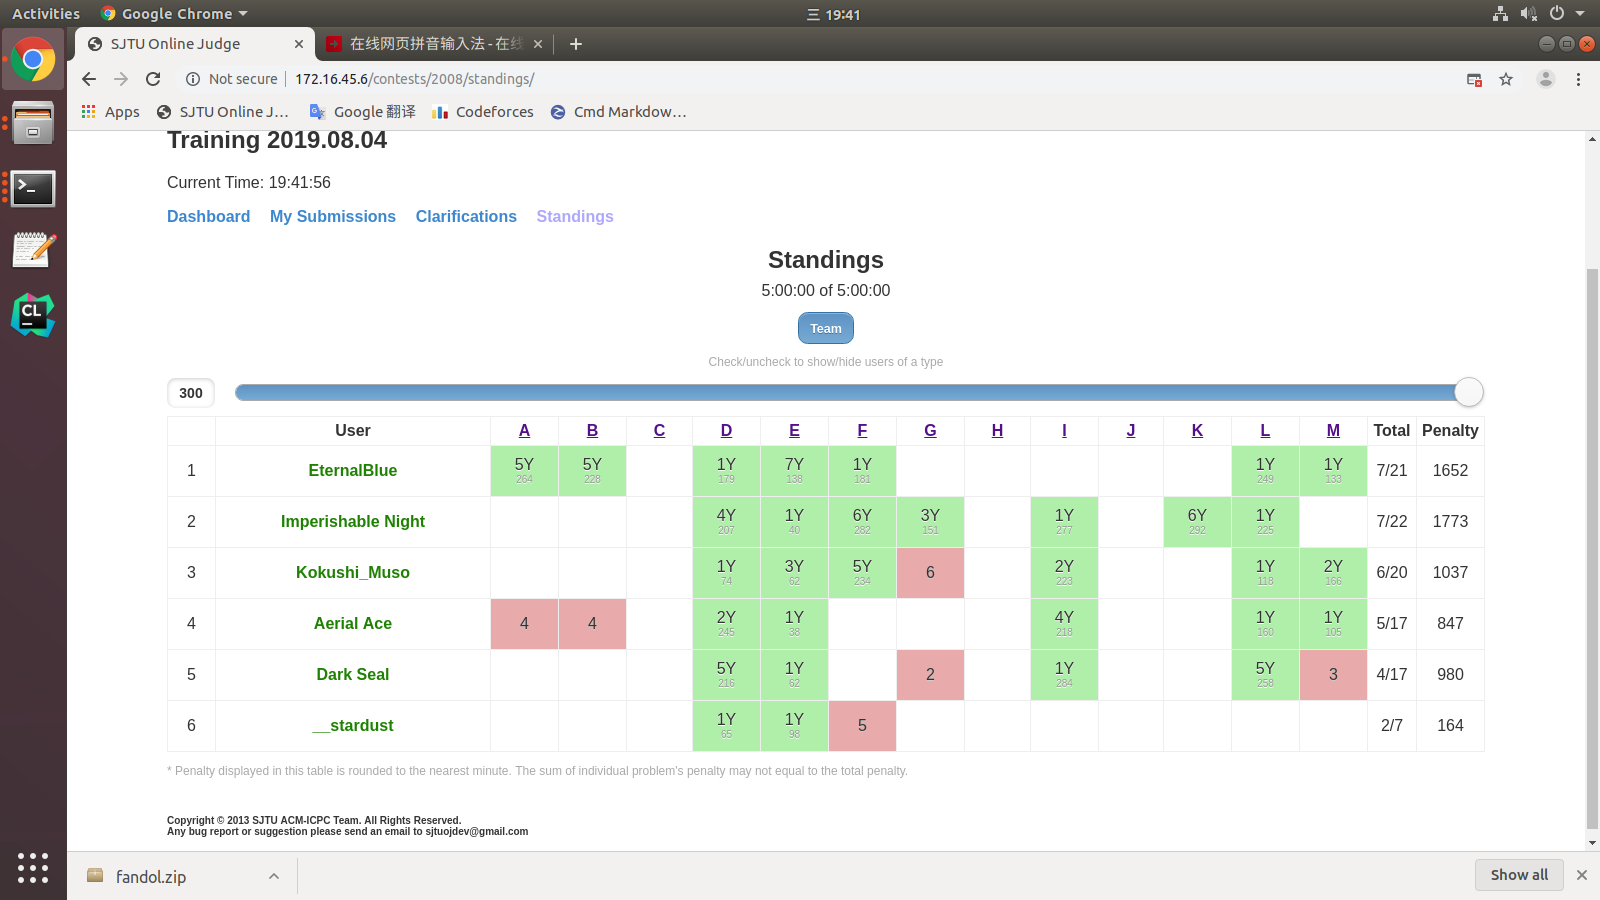 Activities Google Chrome 三 19:41
SJTU Online Judge 在线网页拼音输入法 - 在线
Not secure 172.16.45.6/contests/2008/standings/
Apps SJTU Online J... Google 翻译 Codeforces Cmd Markdow...
Training 2019.08.04
Current Time: 19:41:56
Dashboard My Submissions Clarifications Standings
Standings
5:00:00 of 5:00:00
Team
Check/uncheck to show/hide users of a type
300
User A B C D E F G H I J K L M Total Penalty
1 EternalBlue 5Y 264 5Y 228 1Y 179 7Y 138 1Y 181 1Y 249 1Y 133 7/21 1652
2 Imperishable Night 4Y 207 1Y 40 6Y 282 3Y 151 1Y 277 6Y 292 1Y 225 7/22 1773
3 Kokushi_Muso 1Y 74 3Y 62 5Y 234 6 2Y 223 1Y 118 2Y 166 6/20 1037
4 Aerial Ace 4 4 2Y 245 1Y 38 4Y 218 1Y 160 1Y 105 5/17 847
5 Dark Seal 5Y 216 1Y 62 2 1Y 284 5Y 258 3 4/17 980
6 __stardust 1Y 65 1Y 98 5 2/7 164
* Penalty displayed in this table is rounded to the nearest minute. The sum of individual problem's penalty may not equal to the total penalty.
Copyright © 2013 SJTU ACM-ICPC Team. All Rights Reserved.
Any bug report or suggestion please send an email to sjtuojdev@gmail.com
fandol.zip Show all
CL